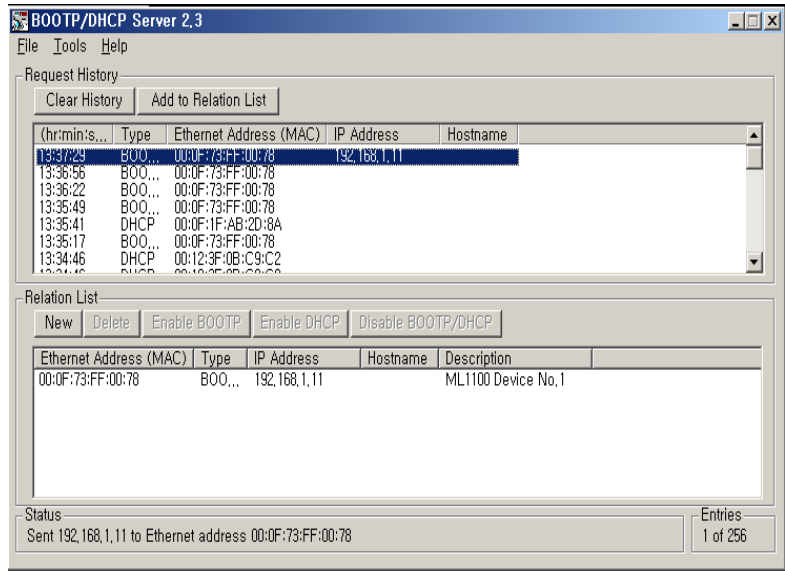 BOOTP/DHCP Server 2.3
File Tools Help
Request History
Clear History Add to Relation List
(hr:min:s... Type Ethernet Address (MAC) IP Address Hostname
13:37:29 BOO... 00:0F:73:FF:00:78 192.168.1.11
13:36:56 BOO... 00:0F:73:FF:00:78
13:36:22 BOO... 00:0F:73:FF:00:78
13:35:49 BOO... 00:0F:73:FF:00:78
13:35:41 DHCP 00:0F:1F:AB:2D:8A
13:35:17 BOO... 00:0F:73:FF:00:78
13:34:46 DHCP 00:12:3F:0B:C9:C2
Relation List
New Delete Enable BOOTP Enable DHCP Disable BOOTP/DHCP
Ethernet Address (MAC) Type IP Address Hostname Description
00:0F:73:FF:00:78 BOO... 192.168.1.11 ML1100 Device No.1
Status Entries
Sent 192.168.1.11 to Ethernet address 00:0F:73:FF:00:78 1 of 256